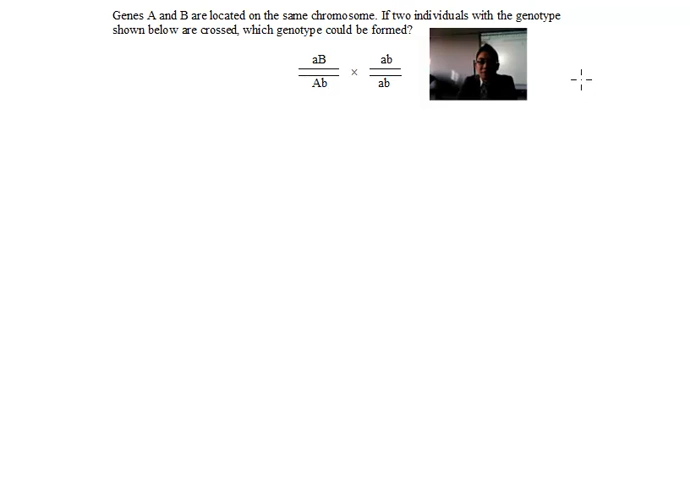 Genes A and B are located on the same chromosome. If two individuals with the genotype
shown below are crossed, which genotype could be formed?
aB ab
×
Ab ab